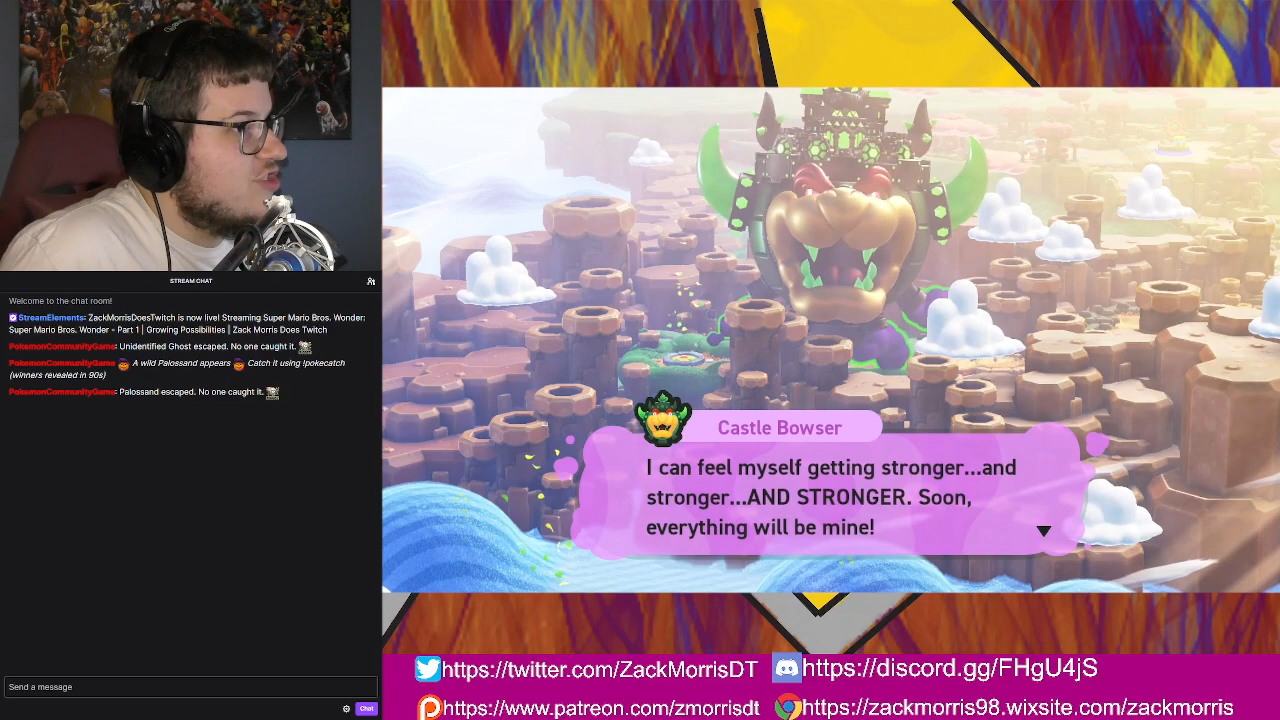 STREAM CHAT
Welcome to the chat room!
StreamElements: ZackMorrisDoesTwitch is now live! Streaming Super Mario Bros. Wonder:
Super Mario Bros. Wonder - Part 1 | Growing Possibilities | Zack Morris Does Twitch
PokemonCommunityGame: Unidentified Ghost escaped. No one caught it.
PokemonCommunityGame A wild Palossand appears Catch it using !pokecatch
(winners revealed in 90s)
PokemonCommunityGame: Palossand escaped. No one caught it.
Send a message
Chat
Castle Bowser
I can feel myself getting stronger...and
stronger...AND STRONGER. Soon,
everything will be mine!
https://twitter.com/ZackMorrisDT
https://discord.gg/FHgU4jS
https://www.patreon.com/zmorrisdt
https://zackmorris98.wixsite.com/zackmorris